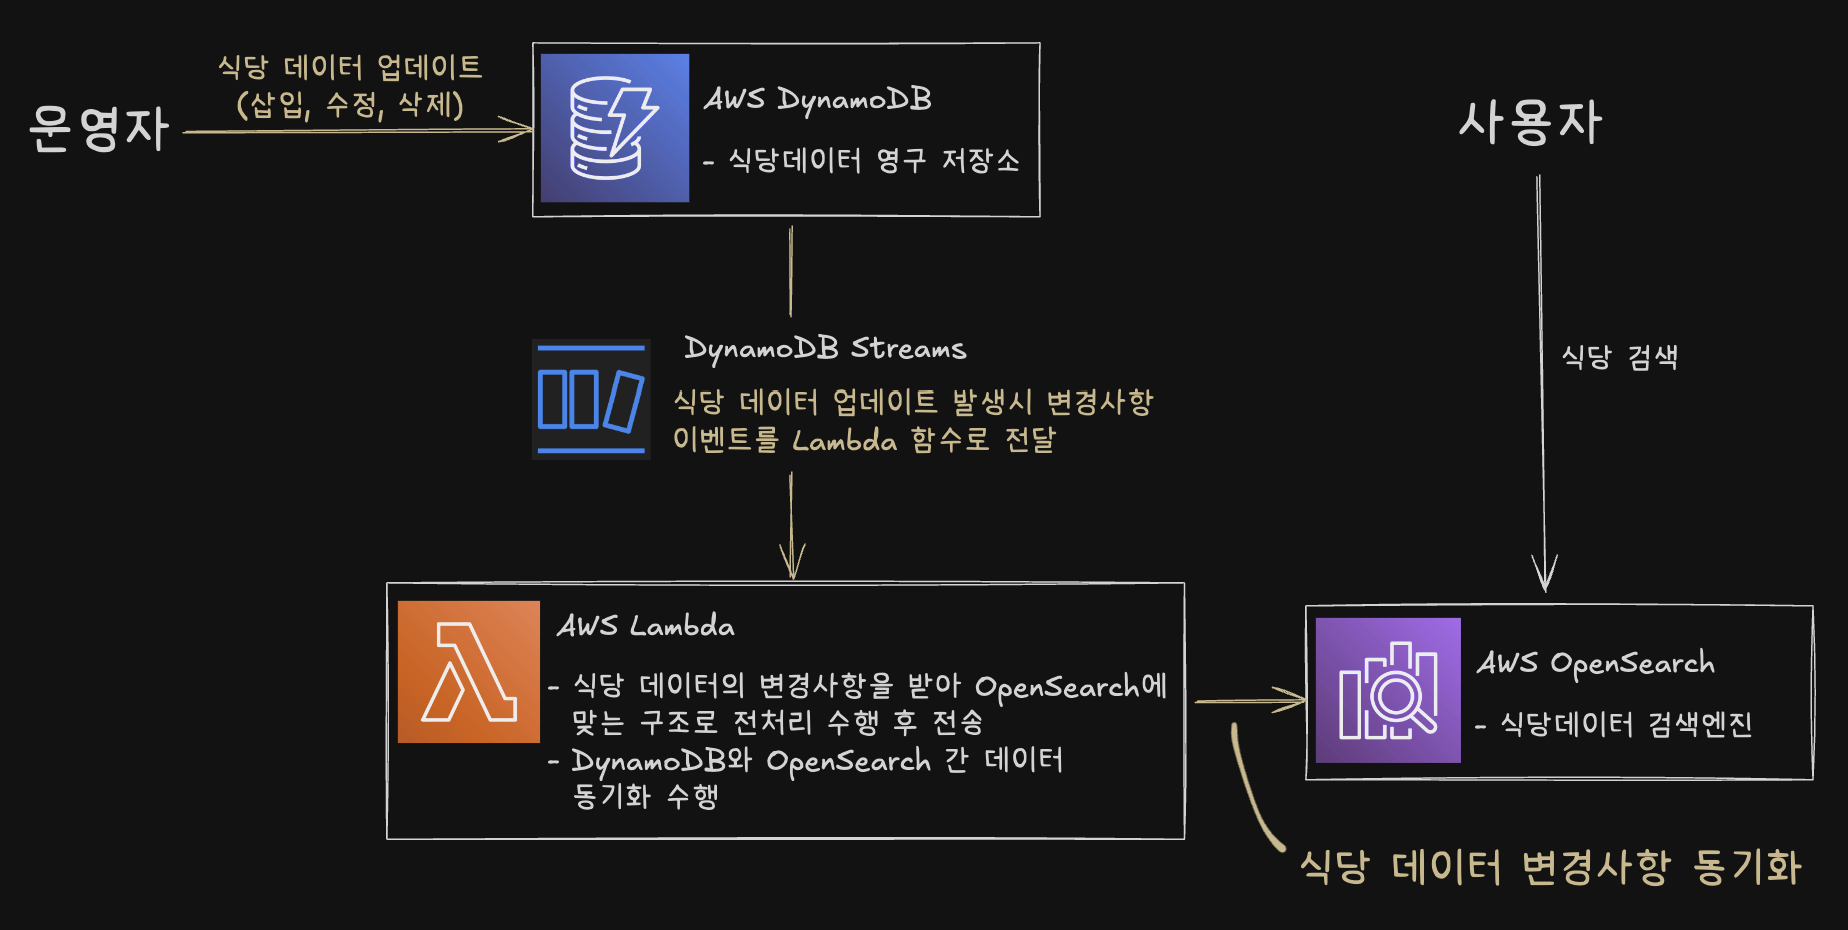 운영자
식당 데이터 업데이트
(삽입, 수정, 삭제)
AWS DynamoDB
- 식당데이터 영구 저장소
사용자
DynamoDB Streams
식당 데이터 업데이트 발생시 변경사항
이벤트를 Lambda 함수로 전달
식당 검색
AWS Lambda
- 식당 데이터의 변경사항을 받아 OpenSearch에
맞는 구조로 전처리 수행 후 전송
- DynamoDB와 OpenSearch 간 데이터
동기화 수행
AWS OpenSearch
- 식당데이터 검색엔진
식당 데이터 변경사항 동기화